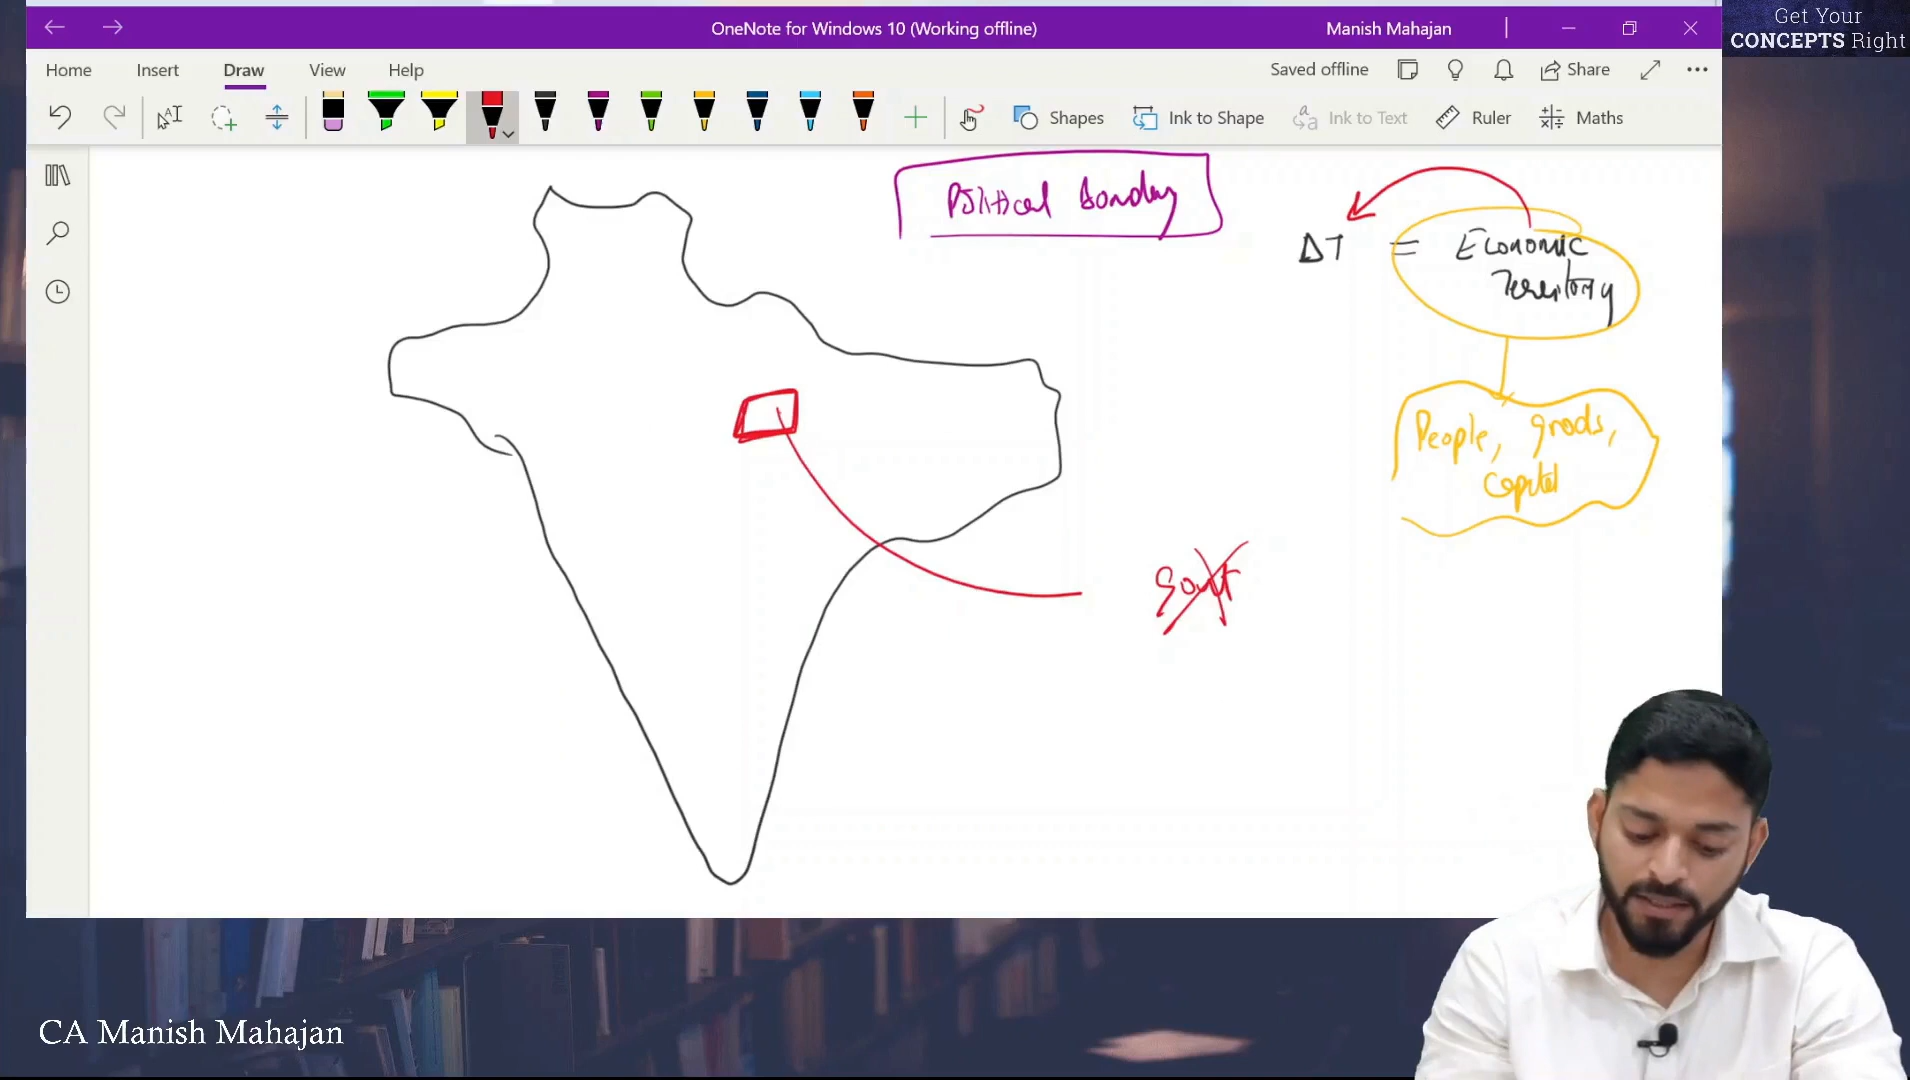 Get Your
CONCEPTS Right
OneNote for Windows 10 (Working offline)
Manish Mahajan
Home Insert Draw View Help
Saved offline
Share
Shapes
Ink to Shape
Ink to Text
Ruler
Maths
Political Bonday
DT = Economic
Territory
People, goods,
Capital
Govt
CA Manish Mahajan